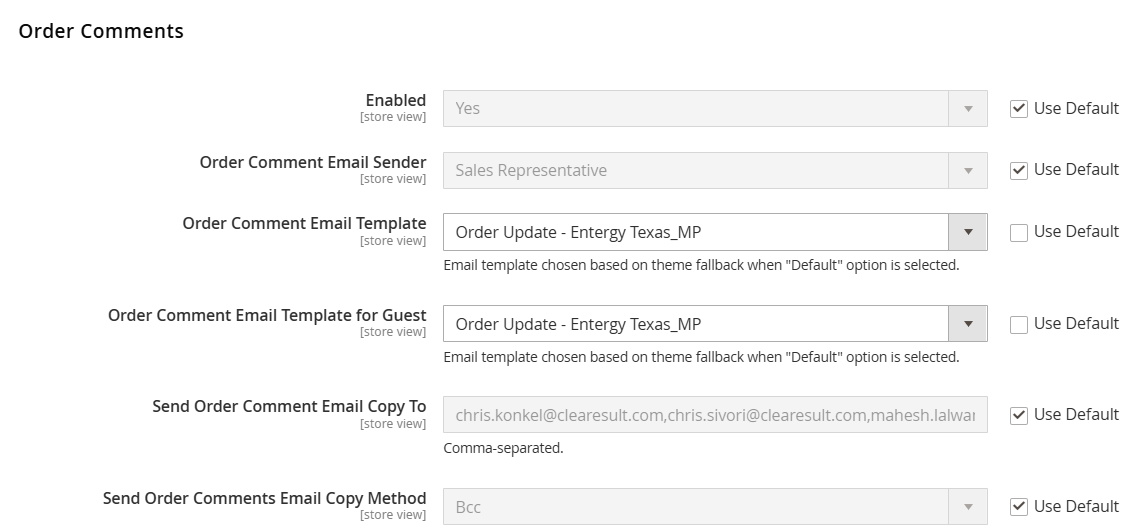 Order Comments
Enabled
[store view]
Yes
Use Default
Order Comment Email Sender
[store view]
Sales Representative
Use Default
Order Comment Email Template
[store view]
Order Update - Entergy Texas_MP
Use Default
Email template chosen based on theme fallback when "Default" option is selected.
Order Comment Email Template for Guest
[store view]
Order Update - Entergy Texas_MP
Use Default
Email template chosen based on theme fallback when "Default" option is selected.
Send Order Comment Email Copy To
[store view]
chris.konkel@clearesult.com,chris.sivori@clearesult.com,mahesh.lalwar
Use Default
Comma-separated.
Send Order Comments Email Copy Method
[store view]
Bcc
Use Default